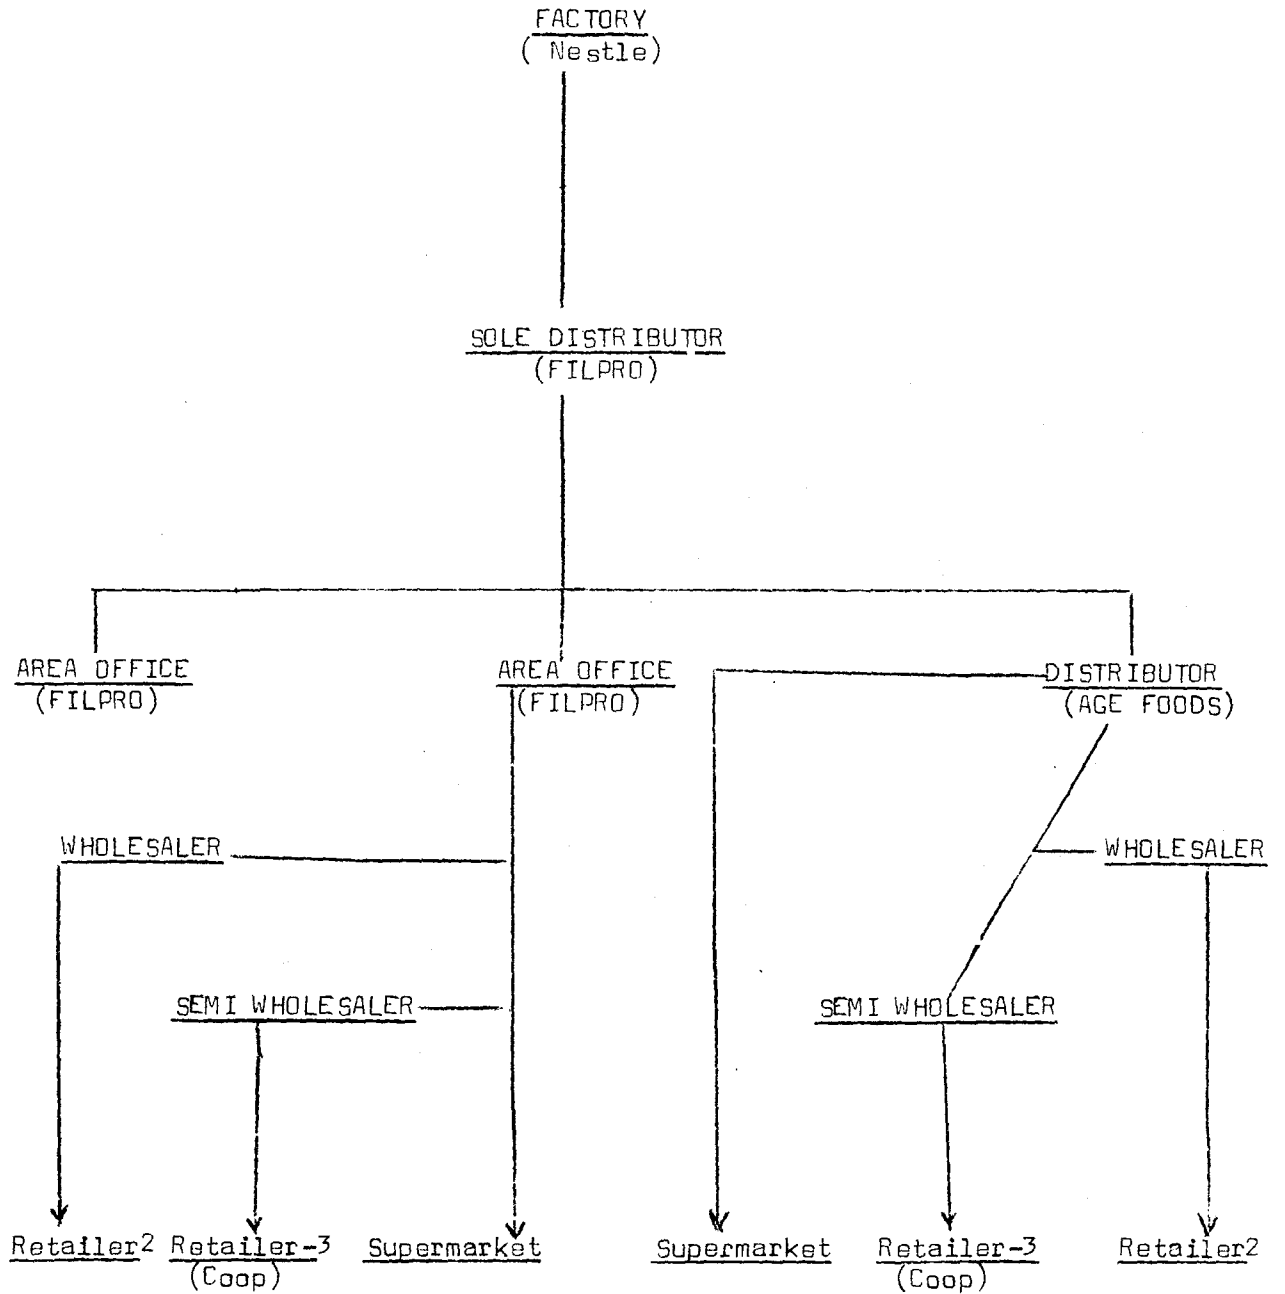 FACTORY
( Nestle)
SOLE DISTRIBUTOR
(FILPRO)
AREA OFFICE
(FILPRO)
AREA OFFICE
(FILPRO)
DISTRIBUTOR
(AGE FOODS)
WHOLESALER
WHOLESALER
SEMI WHOLESALER
SEMI WHOLESALER
Retailer2
Retailer-3
(Coop)
Supermarket
Supermarket
Retailer-3
(Coop)
Retailer2